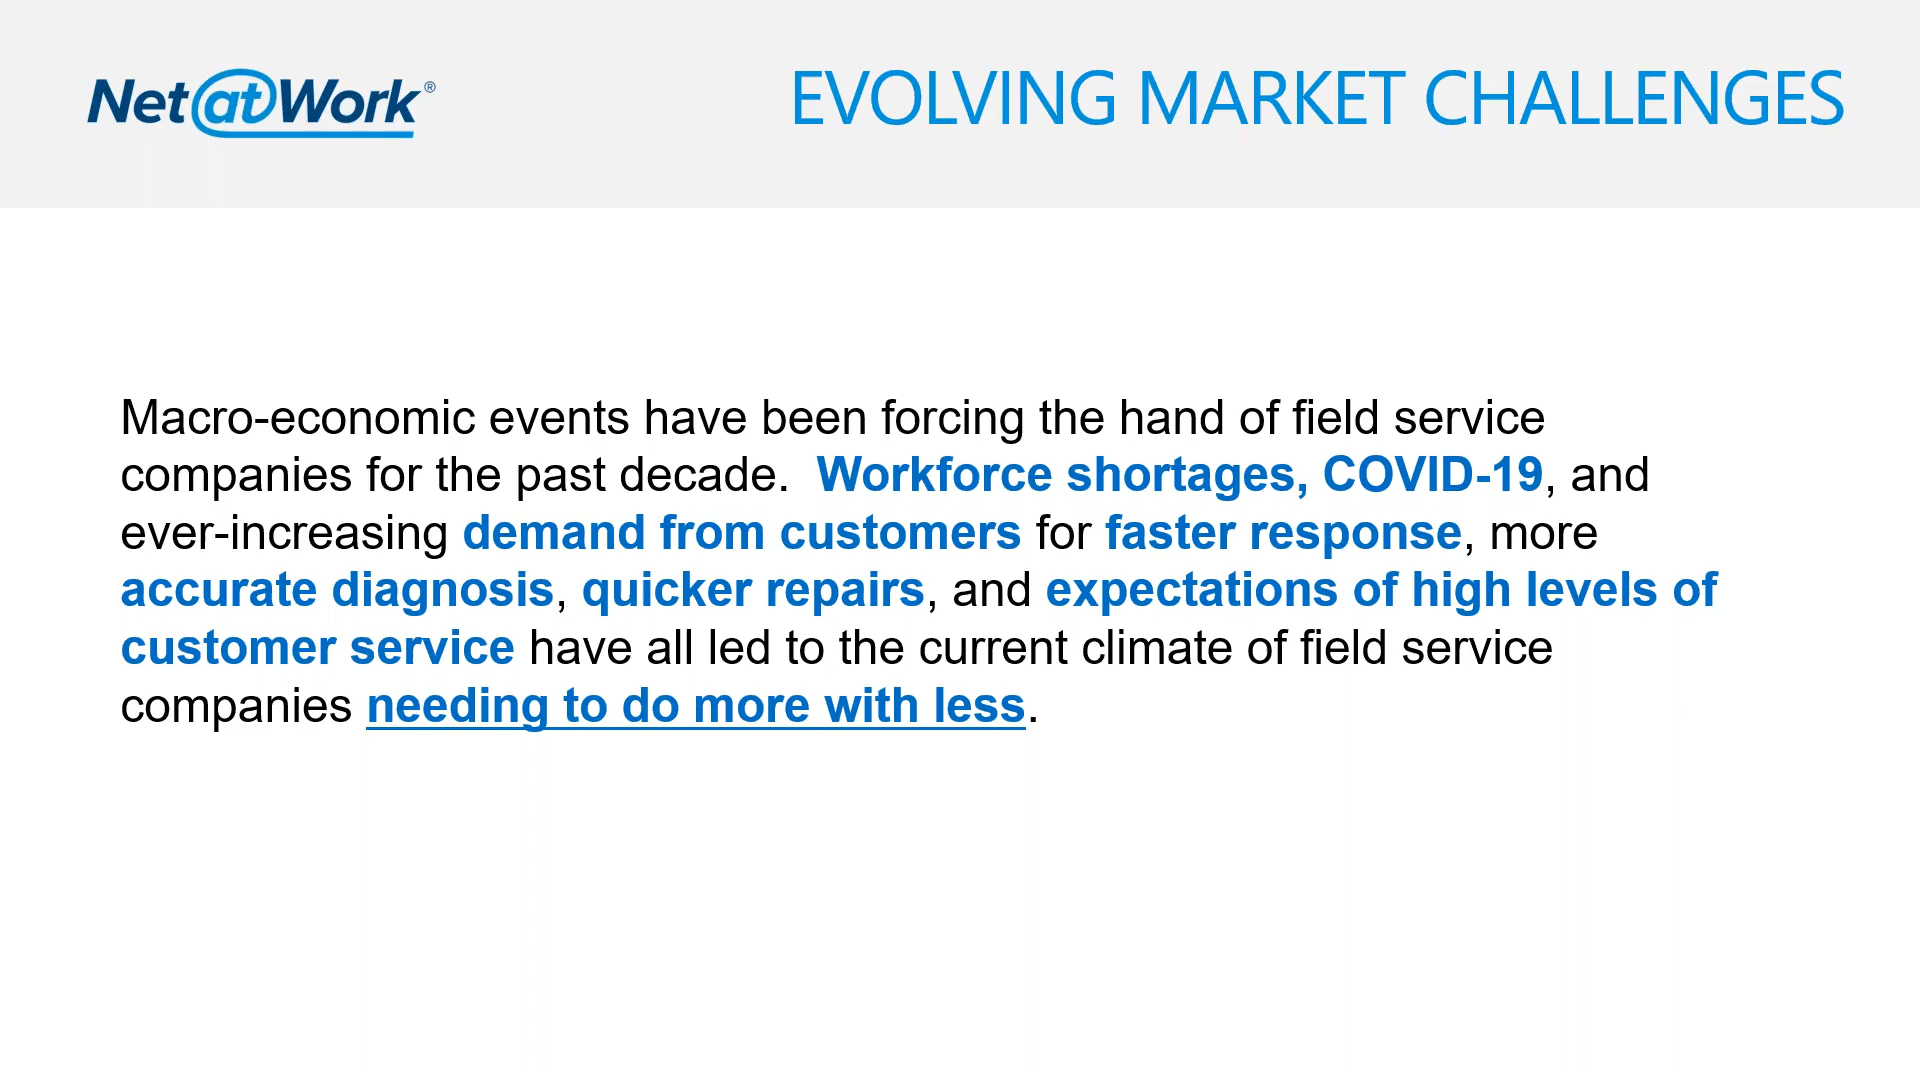 Net at Work®
EVOLVING MARKET CHALLENGES
Macro-economic events have been forcing the hand of field service
companies for the past decade.  Workforce shortages, COVID-19, and
ever-increasing demand from customers for faster response, more
accurate diagnosis, quicker repairs, and expectations of high levels of
customer service have all led to the current climate of field service
companies needing to do more with less.